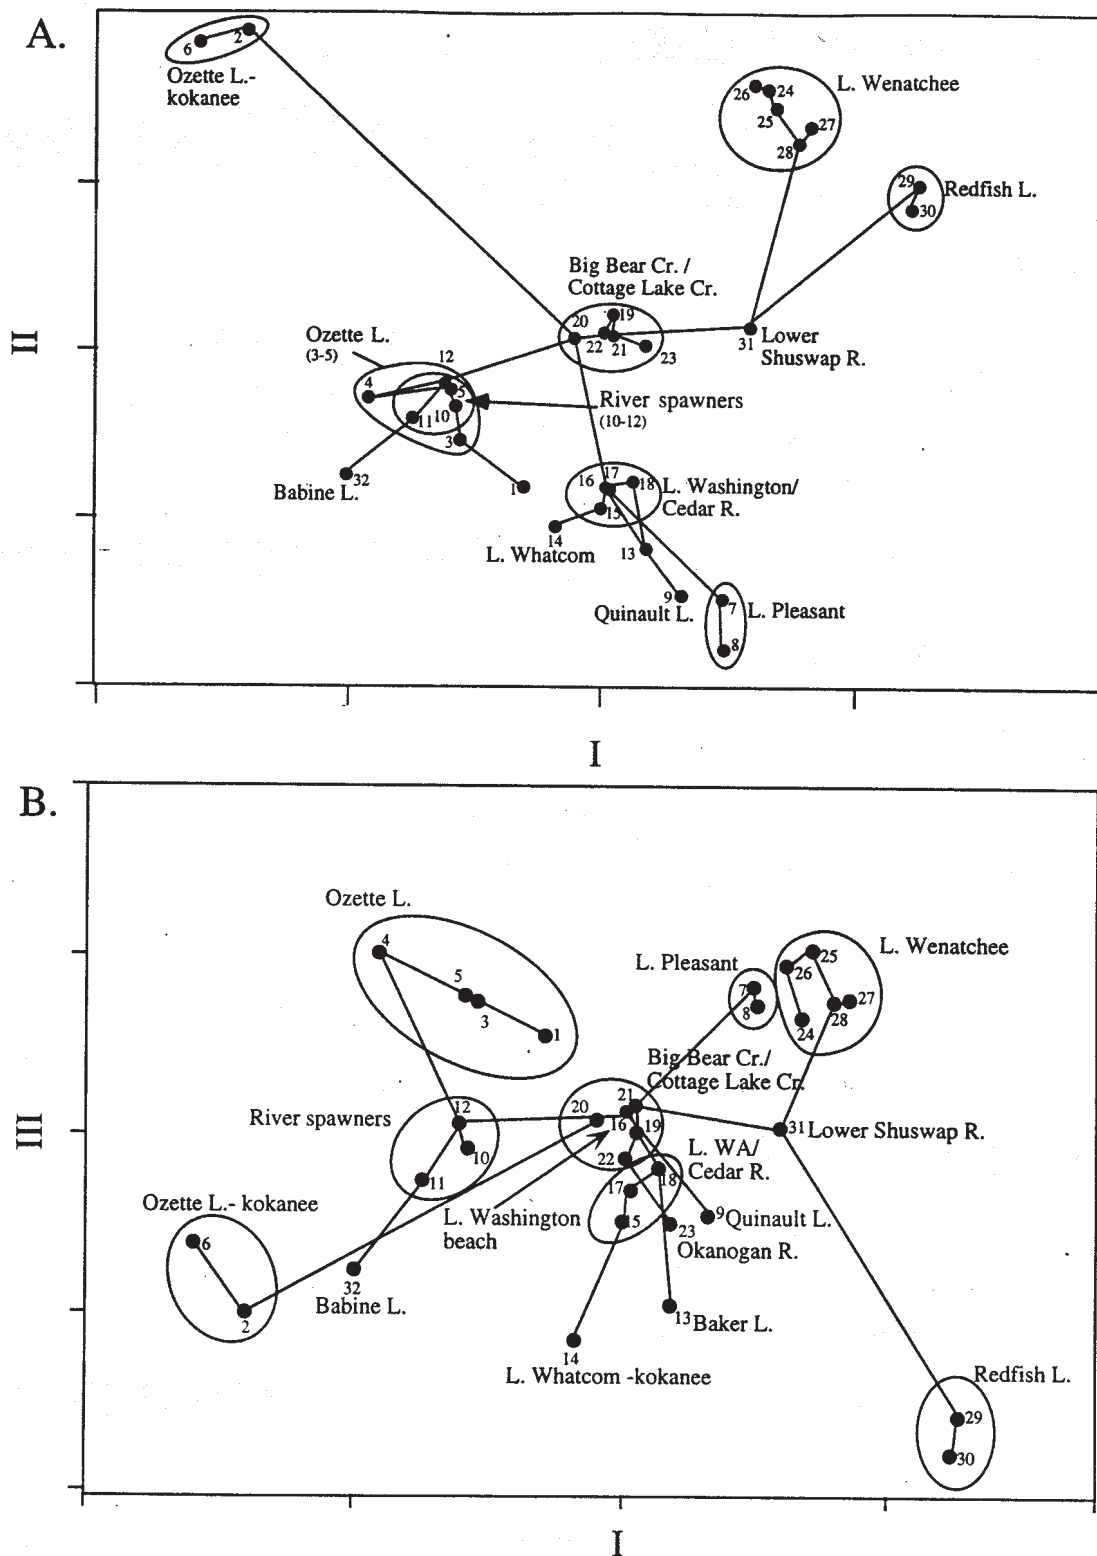 A.
6
2
Ozette L.-
kokanee
26
24
25
27
28
L. Wenatchee
29
30
Redfish L.
Big Bear Cr. /
Cottage Lake Cr.
20
19
22
21
23
31
Lower
Shuswap R.
Ozette L.
(3-5)
12
4
5
11
10
3
River spawners
(10-12)
32
Babine L.
1
16
17
18
15
L. Washington/
Cedar R.
14
L. Whatcom
13
9
Quinault L.
7
8
L. Pleasant
II
I
B.
Ozette L.
4
5
3
1
L. Pleasant
7
8
L. Wenatchee
25
26
24
28
27
Big Bear Cr./
Cottage Lake Cr.
River spawners
12
10
11
20
21
16
19
22
31
Lower Shuswap R.
L. WA/
Cedar R.
18
17
15
Ozette L.- kokanee
6
2
L. Washington
beach
9
Quinault L.
23
Okanogan R.
32
Babine L.
13
Baker L.
14
L. Whatcom -kokanee
Redfish L.
29
30
III
I